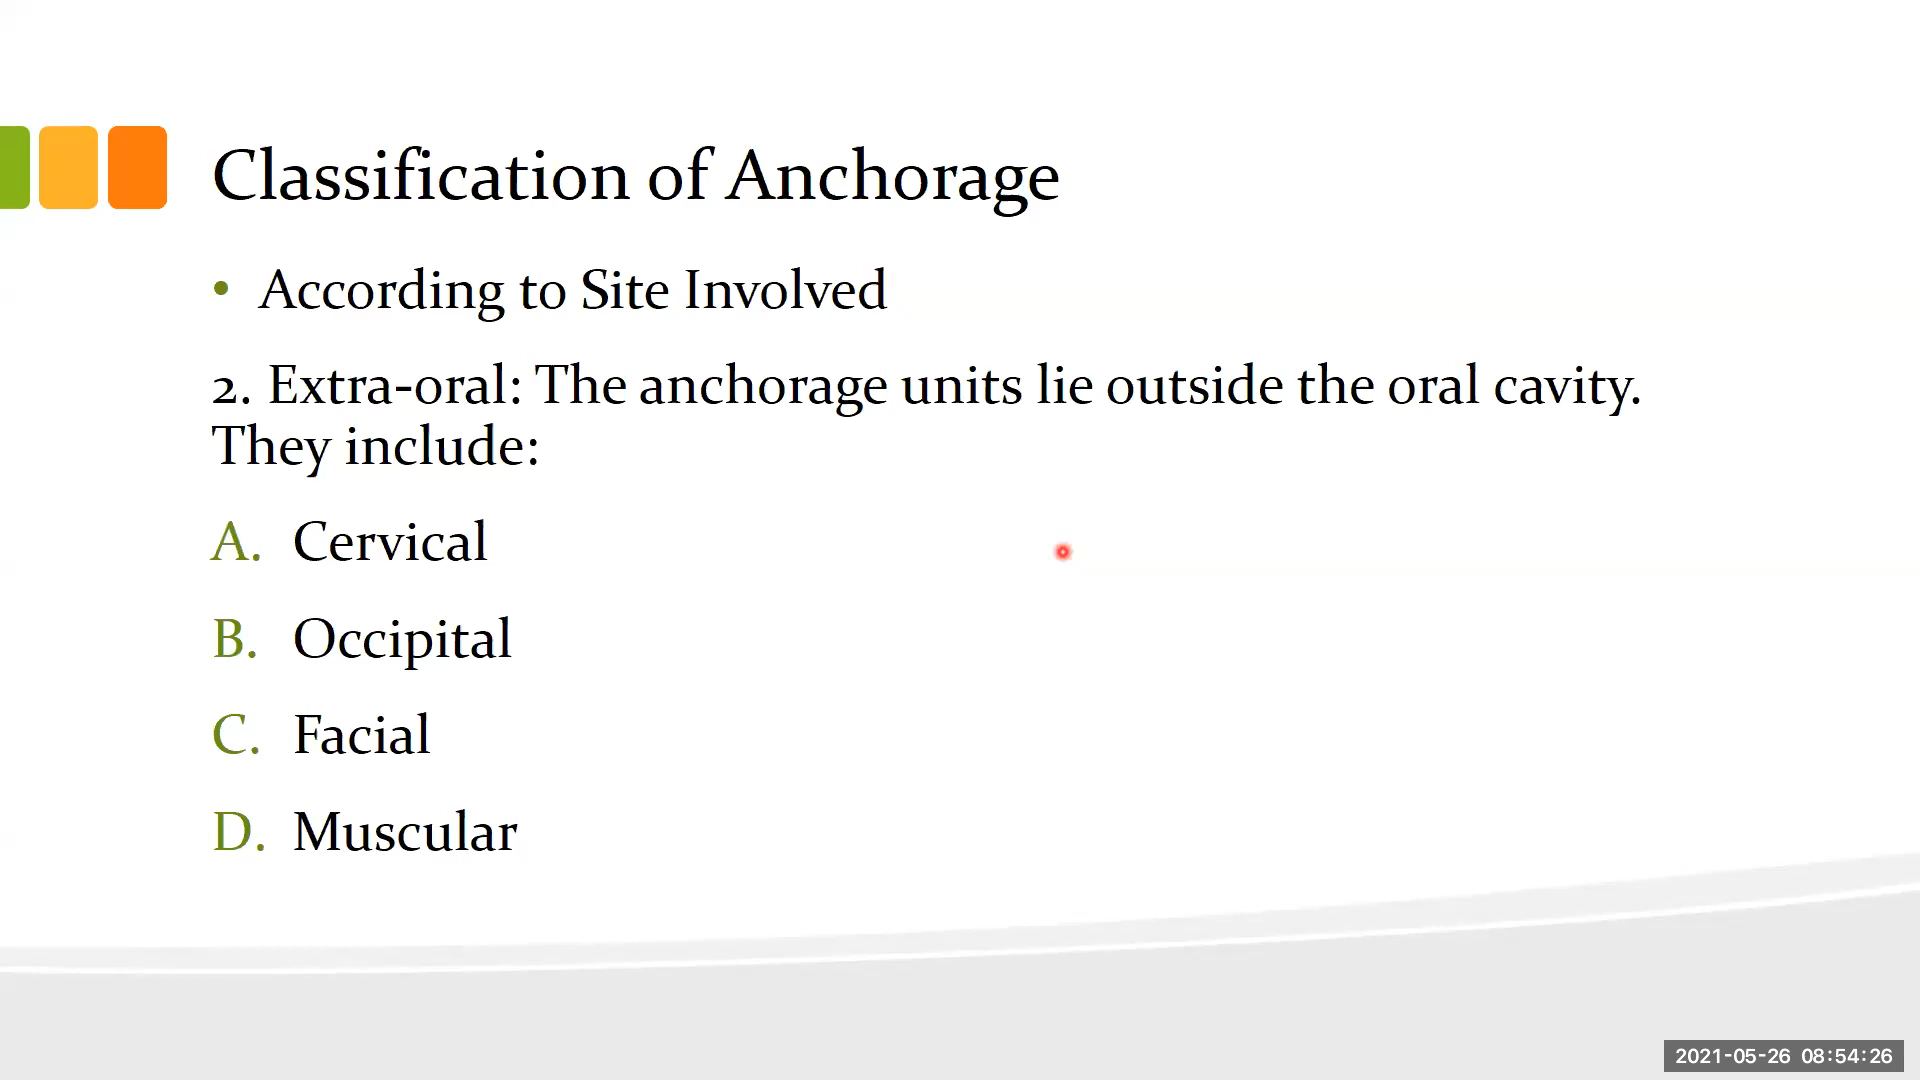 Classification of Anchorage
• According to Site Involved
2. Extra-oral: The anchorage units lie outside the oral cavity.
They include:
A. Cervical
B. Occipital
C. Facial
D. Muscular
2021-05-26 08:54:26